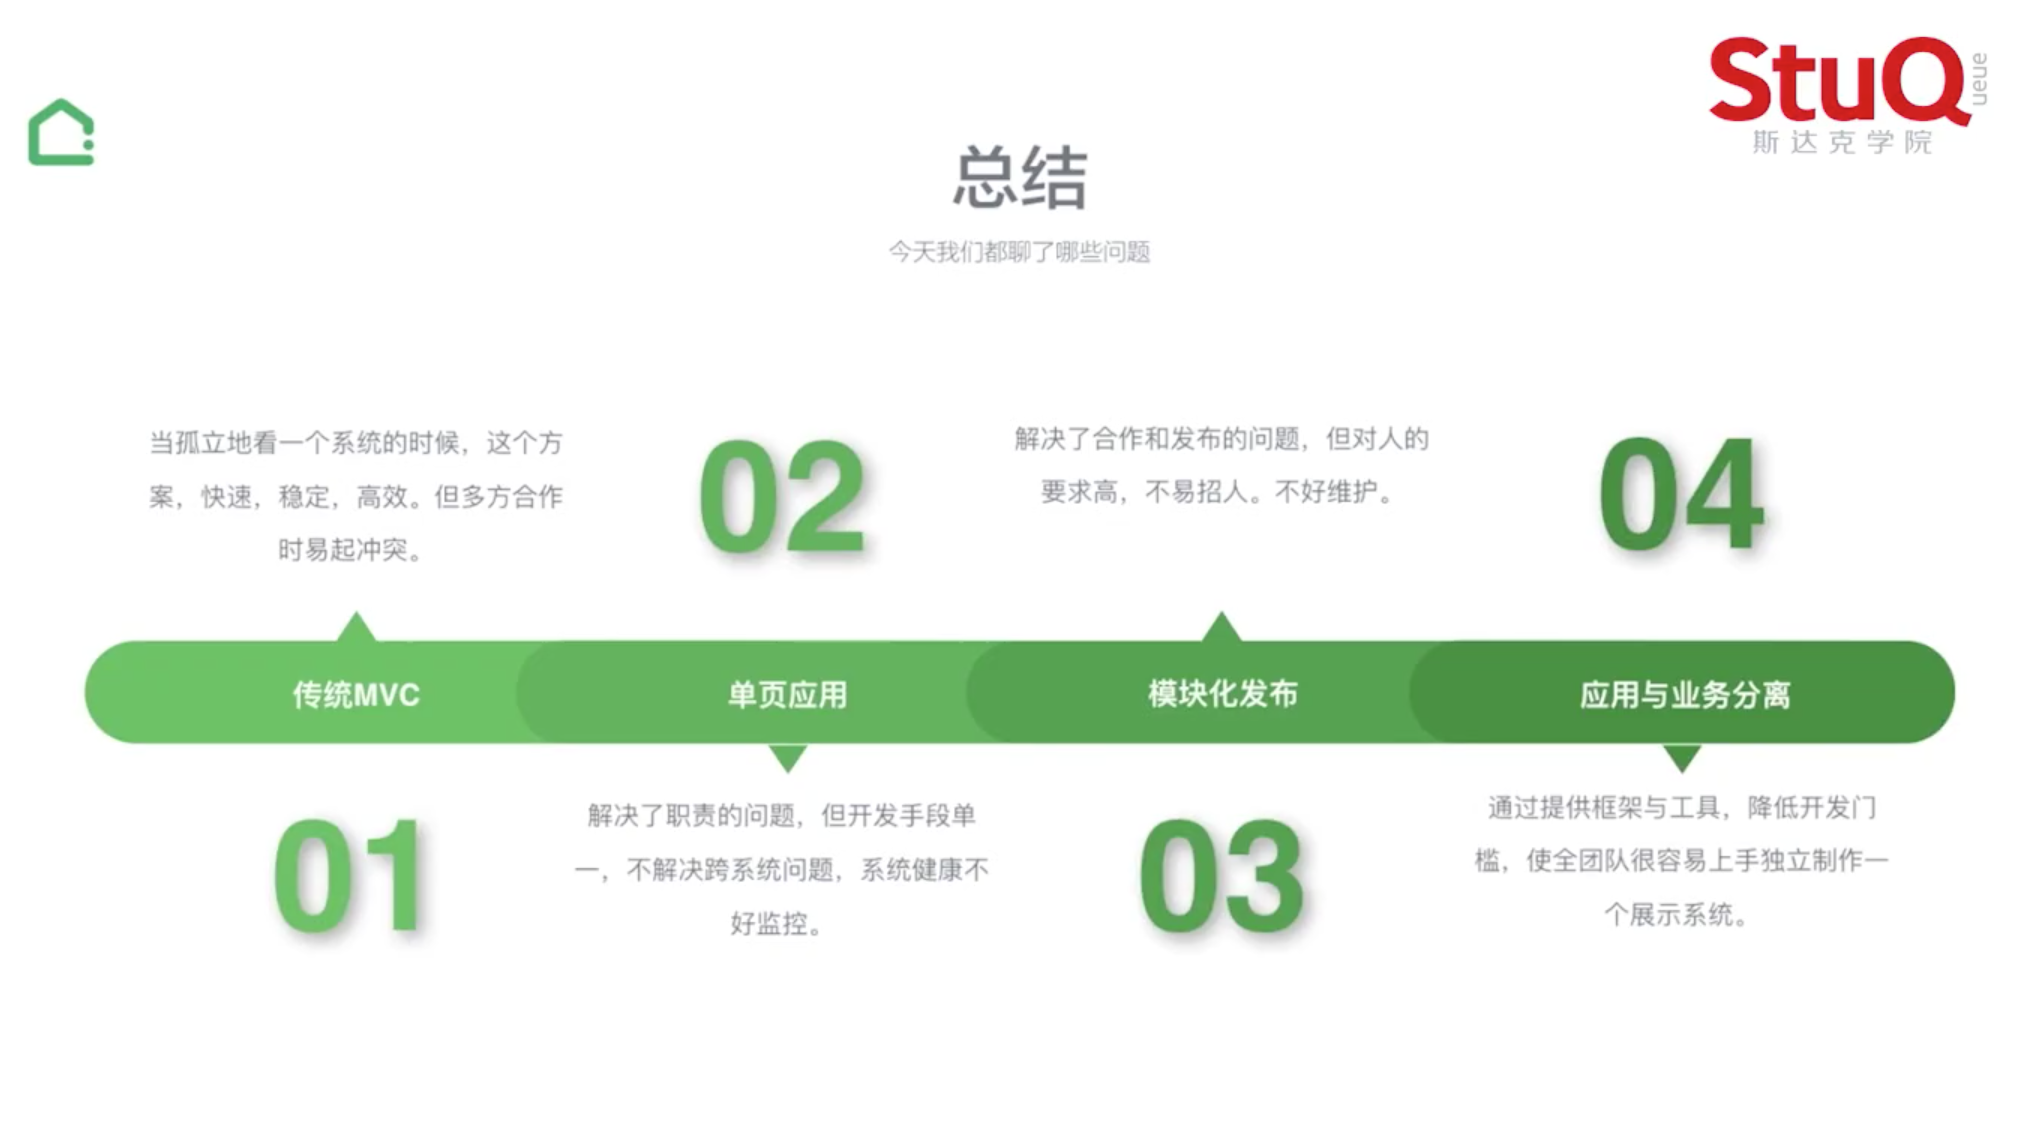 StuQ
ueue
斯达克学院
总结
今天我们都聊了哪些问题
当孤立地看一个系统的时候，这个方
案，快速，稳定，高效。但多方合作
时易起冲突。
02
解决了合作和发布的问题，但对人的
要求高，不易招人。不好维护。
04
传统MVC
单页应用
模块化发布
应用与业务分离
01
解决了职责的问题，但开发手段单
一，不解决跨系统问题，系统健康不
好监控。
03
通过提供框架与工具，降低开发门
槛，使全团队很容易上手独立制作一
个展示系统。